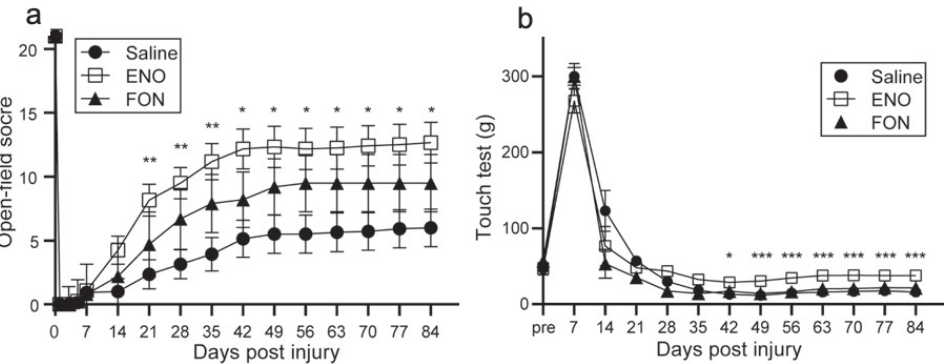 a
Open-field socre
20
15
10
5
0
Saline
ENO
FON
** ** ** * * * * * * *
0 7 14 21 28 35 42 49 56 63 70 77 84
Days post injury
b
Touch test (g)
300
200
100
0
Saline
ENO
FON
* *** *** *** *** *** ***
pre 7 14 21 28 35 42 49 56 63 70 77 84
Days post injury